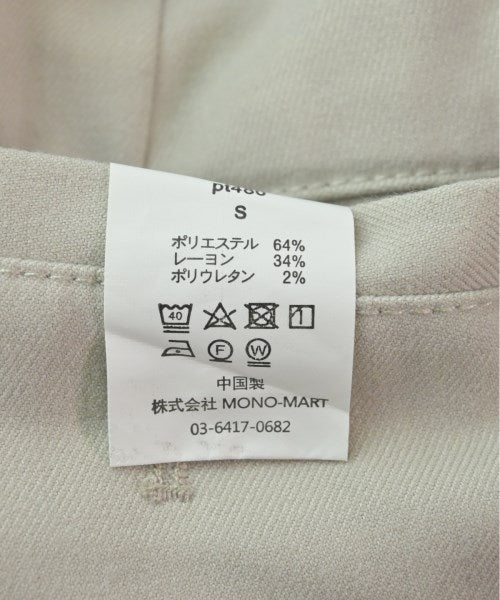 S
ポリエステル 64%
レーヨン 34%
ポリウレタン 2%
40
F W
中国製
株式会社 MONO-MART
03-6417-0682